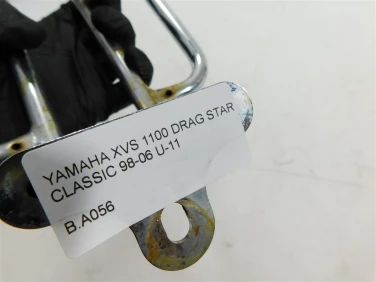 YAMAHA XVS 1100 DRAG STAR
CLASSIC 98-06 U-11
B.A056